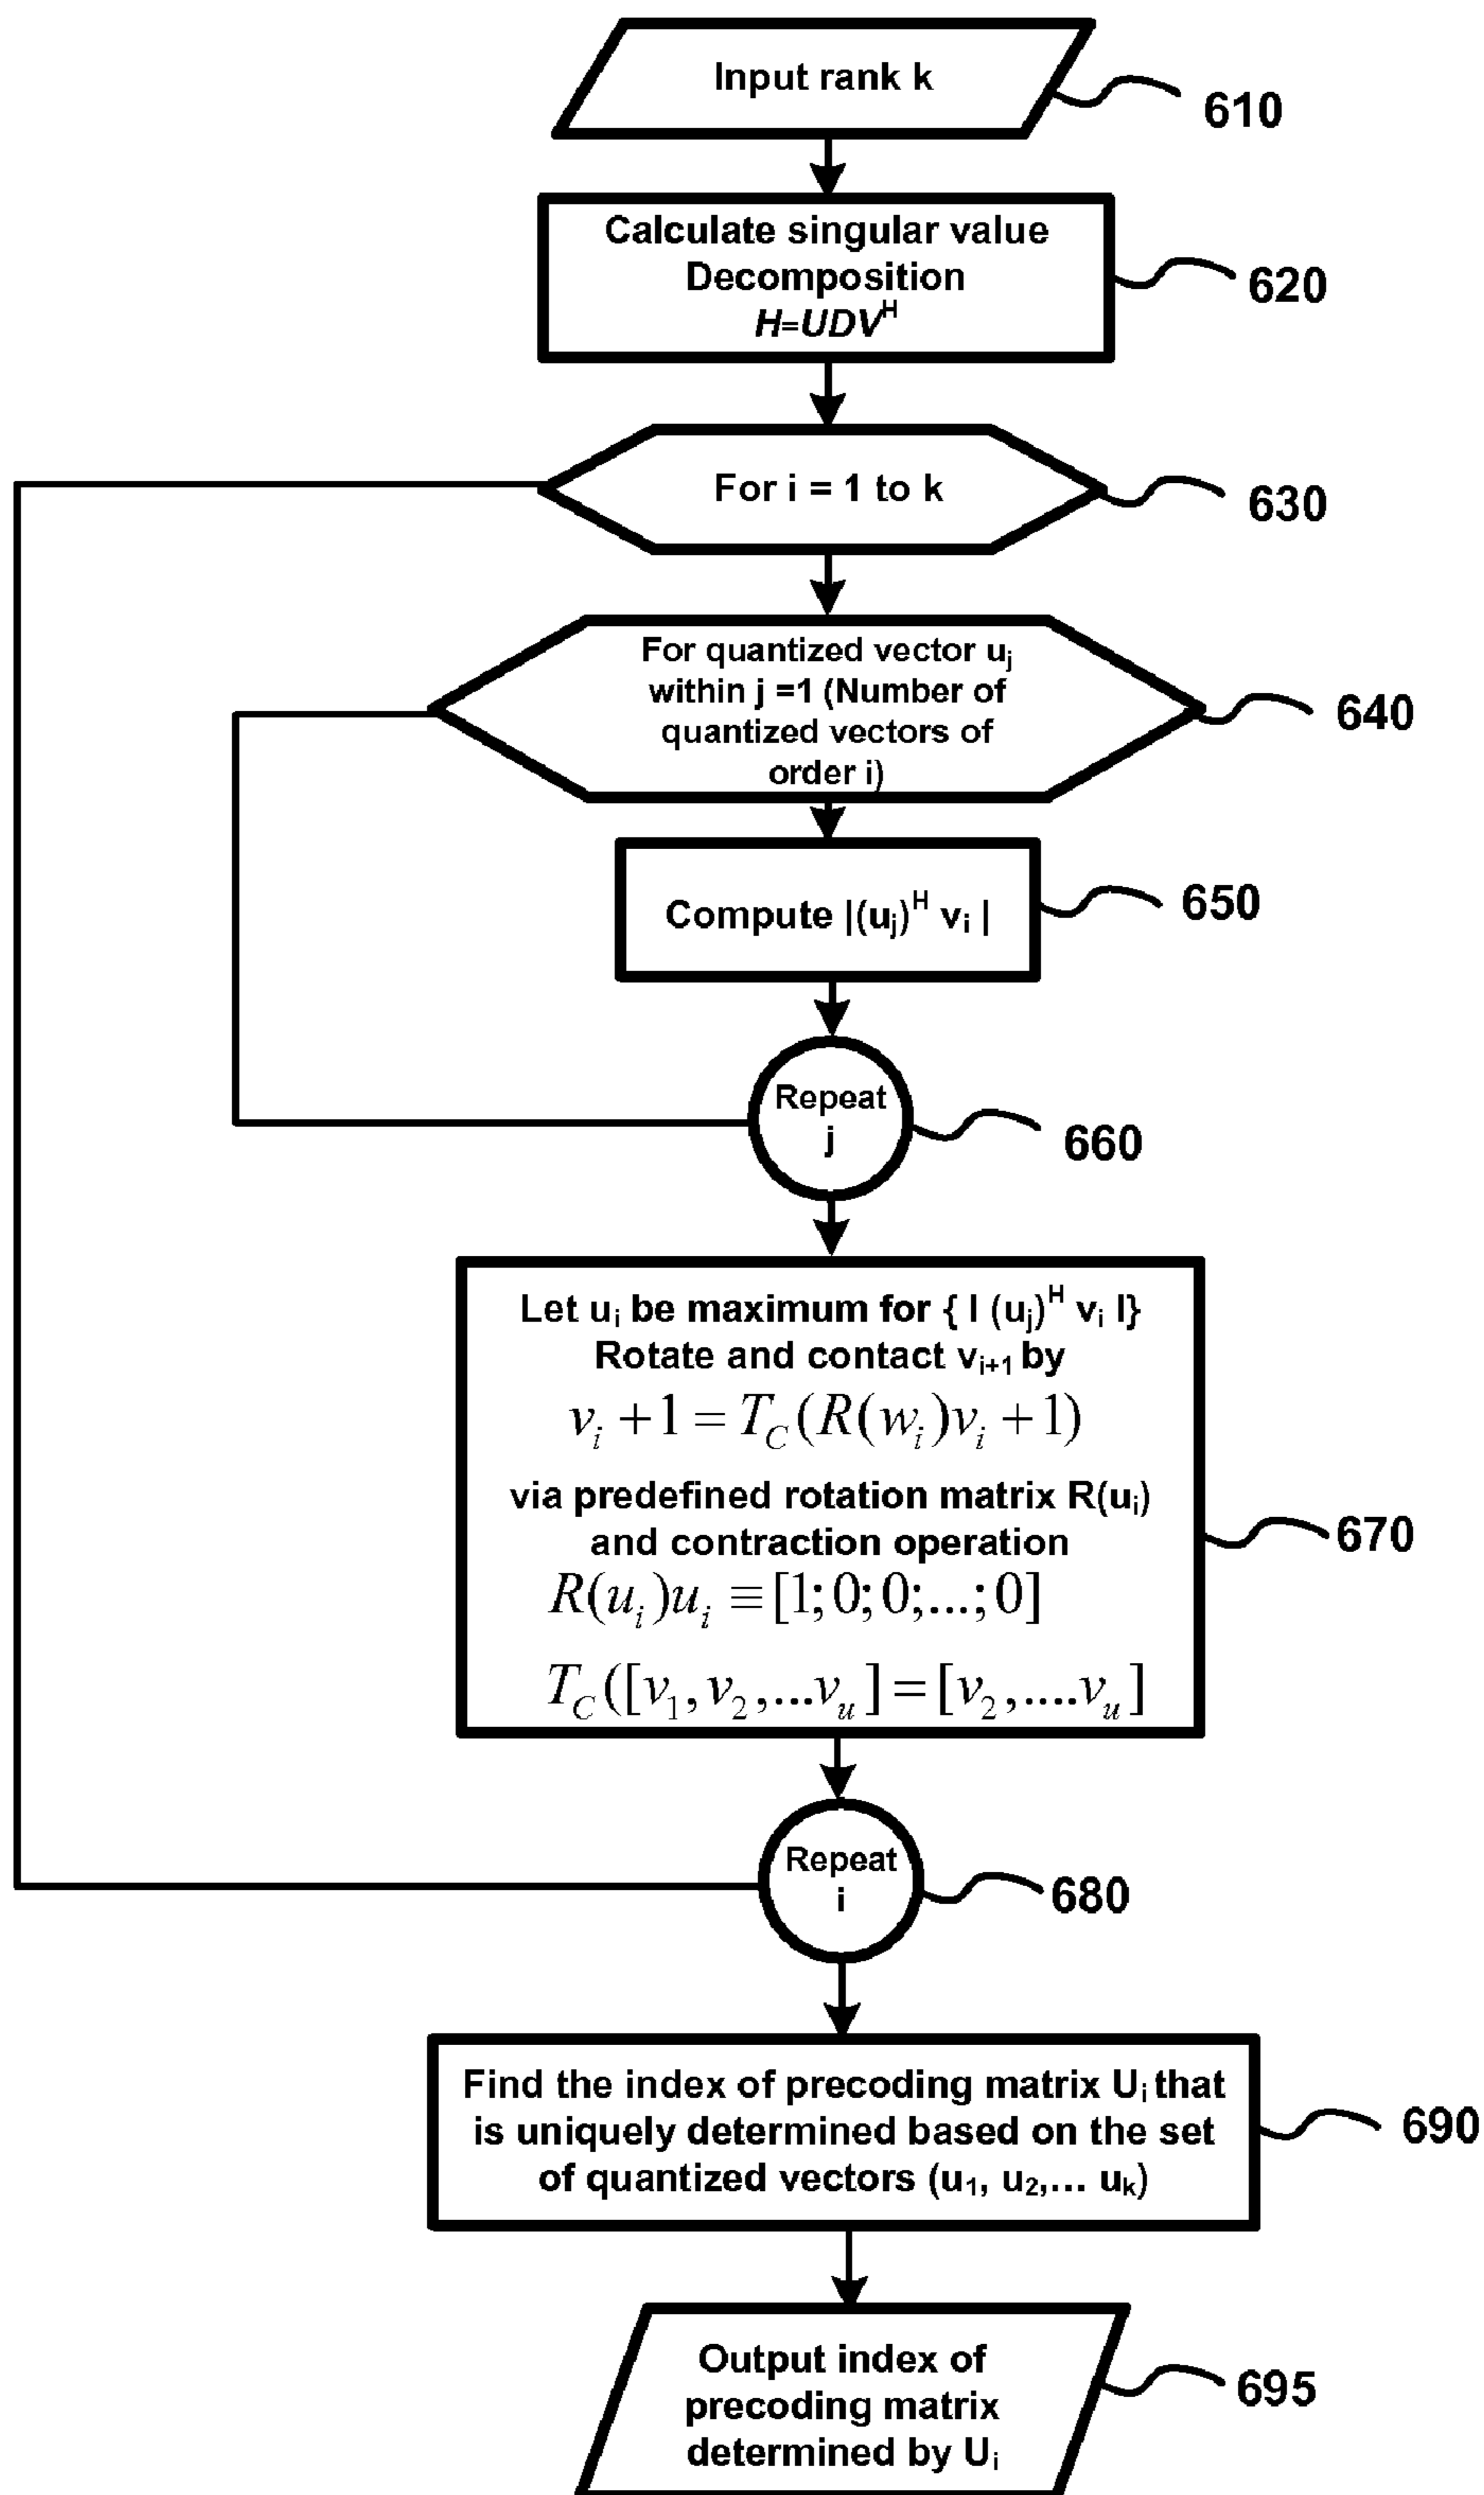 Input rank k
610
Calculate singular value
Decomposition
H=UDV^H
620
For i = 1 to k
630
For quantized vector u_j
within j =1 (Number of
quantized vectors of
order i)
640
Compute |(u_j)^H v_i |
650
Repeat
j
660
Let u_i be maximum for { I (u_j)^H v_i I}
Rotate and contact v_{i+1} by
v_i + 1 = T_C(R(w_i)v_i + 1)
via predefined rotation matrix R(u_i)
and contraction operation
R(u_i)u_i ≡ [1;0;0;...;0]
T_C([v_1, v_2,...v_u] = [v_2,....v_u]
670
Repeat
i
680
Find the index of precoding matrix U_i that
is uniquely determined based on the set
of quantized vectors (u_1, u_2,... u_k)
690
Output index of
precoding matrix
determined by U_i
695